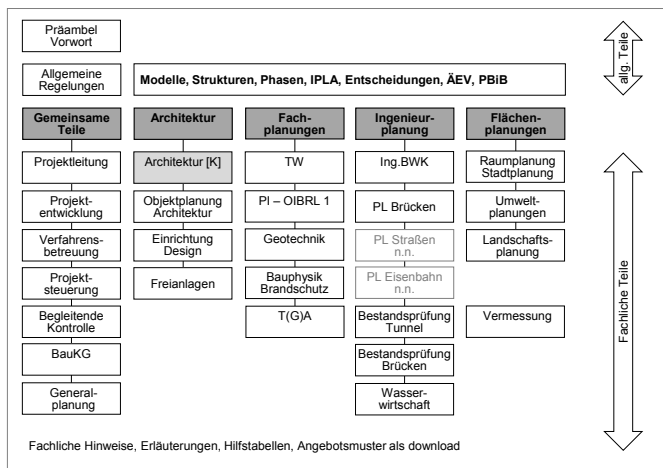 Präambel
Vorwort
Allgemeine
Regelungen
Modelle, Strukturen, Phasen, IPLA, Entscheidungen, ÄEV, PBiB
allg. Teile
Gemeinsame
Teile
Architektur
Fach-
planungen
Ingenieur-
planung
Flächen-
planungen
Projektleitung
Architektur [K]
TW
Ing.BWK
Raumplanung
Stadtplanung
Projekt-
entwicklung
Objektplanung
Architektur
PI – OIBRL 1
PL Brücken
Umwelt-
planungen
Verfahrens-
betreuung
Einrichtung
Design
Geotechnik
PL Straßen
n.n.
Landschafts-
planung
Projekt-
steuerung
Freianlagen
Bauphysik
Brandschutz
PL Eisenbahn
n.n.
Begleitende
Kontrolle
T(G)A
Bestandsprüfung
Tunnel
Vermessung
BauKG
Bestandsprüfung
Brücken
General-
planung
Wasser-
wirtschaft
Fachliche Teile
Fachliche Hinweise, Erläuterungen, Hilfstabellen, Angebotsmuster als download